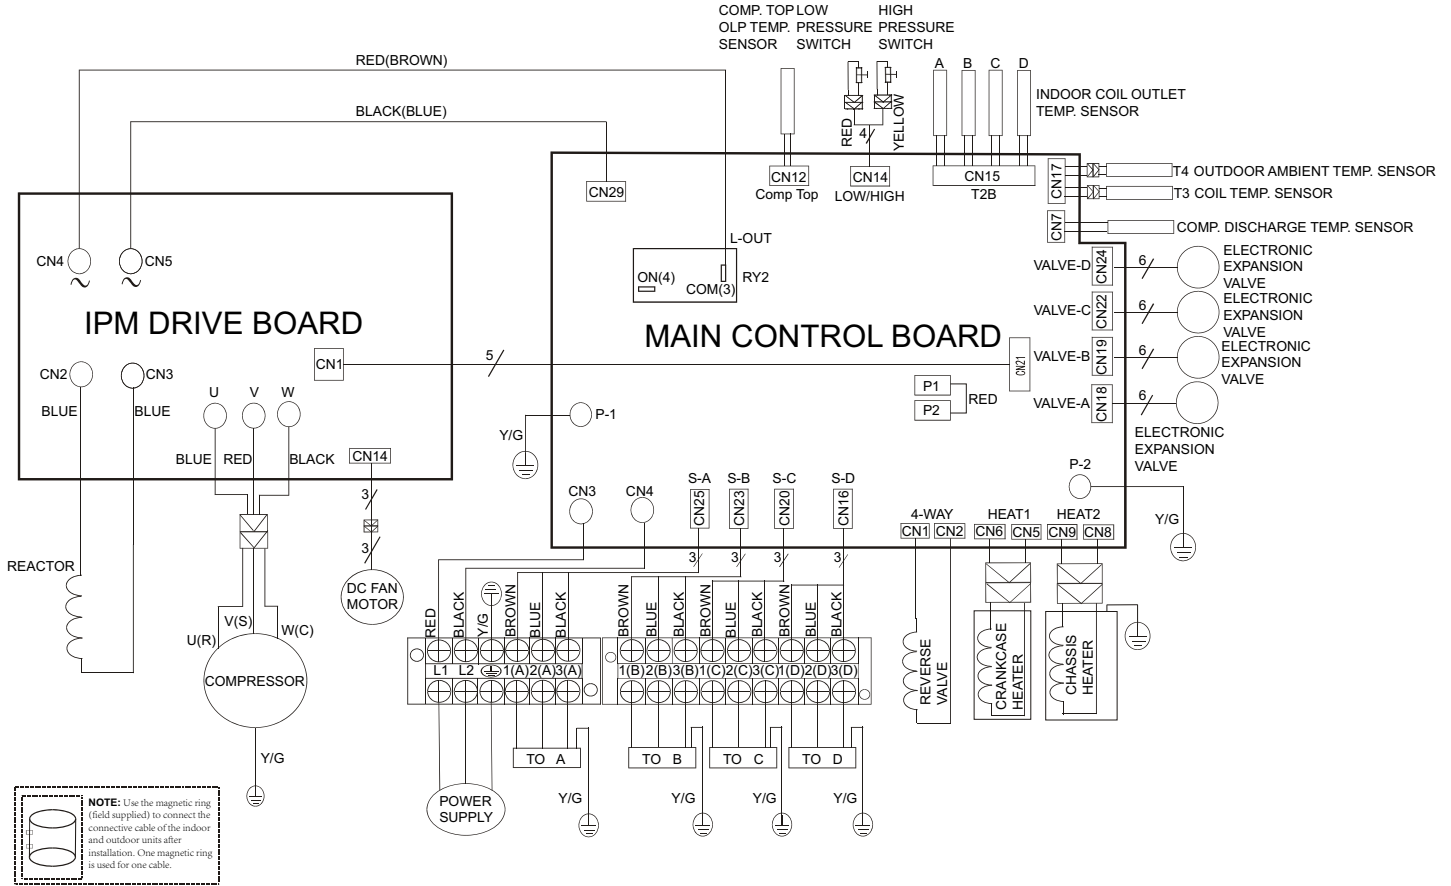 COMP. TOP LOW HIGH
OLP TEMP. PRESSURE PRESSURE
SENSOR SWITCH SWITCH
A B C D
RED(BROWN)
INDOOR COIL OUTLET
TEMP. SENSOR
BLACK(BLUE)
RED
4
YELLOW
CN29
CN12
Comp Top
CN14
LOW/HIGH
CN15
T2B
CN17
T4 OUTDOOR AMBIENT TEMP. SENSOR
T3 COIL TEMP. SENSOR
CN7
COMP. DISCHARGE TEMP. SENSOR
L-OUT
CN4
CN5
ON(4)
COM(3)
RY2
VALVE-D
CN24
6
ELECTRONIC
EXPANSION
VALVE
VALVE-C
CN22
6
ELECTRONIC
EXPANSION
VALVE
IPM DRIVE BOARD
MAIN CONTROL BOARD
VALVE-B
CN19
6
ELECTRONIC
EXPANSION
VALVE
CN1
5
CN21
CN2
CN3
P1
P2
RED
VALVE-A
CN18
6
ELECTRONIC
EXPANSION
VALVE
BLUE
BLUE
U V W
P-1
Y/G
BLUE RED BLACK
CN14
3
3
P-2
Y/G
CN3
CN4
S-A S-B S-C S-D
CN25
CN23
CN20
CN16
3 3 3 3
4-WAY HEAT1 HEAT2
CN1 CN2 CN6 CN5 CN9 CN8
REACTOR
DC FAN
MOTOR
U(R)
V(S)
W(C)
COMPRESSOR
Y/G
RED
BLACK
Y/G
BROWN
BLUE
BLACK
BROWN
BLUE
BLACK
BROWN
BLUE
BLACK
BROWN
BLUE
BLACK
L1 L2 1(A) 2(A) 3(A) 1(B) 2(B) 3(B) 1(C) 2(C) 3(C) 1(D) 2(D) 3(D)
REVERSE
VALVE
CRANKCASE
HEATER
CHASSIS
HEATER
TO A
TO B
TO C
TO D
Y/G
Y/G
Y/G
Y/G
POWER
SUPPLY
NOTE: Use the magnetic ring
(field supplied) to connect the
connective cable of the indoor
and outdoor units after
installation. One magnetic ring
is used for one cable.